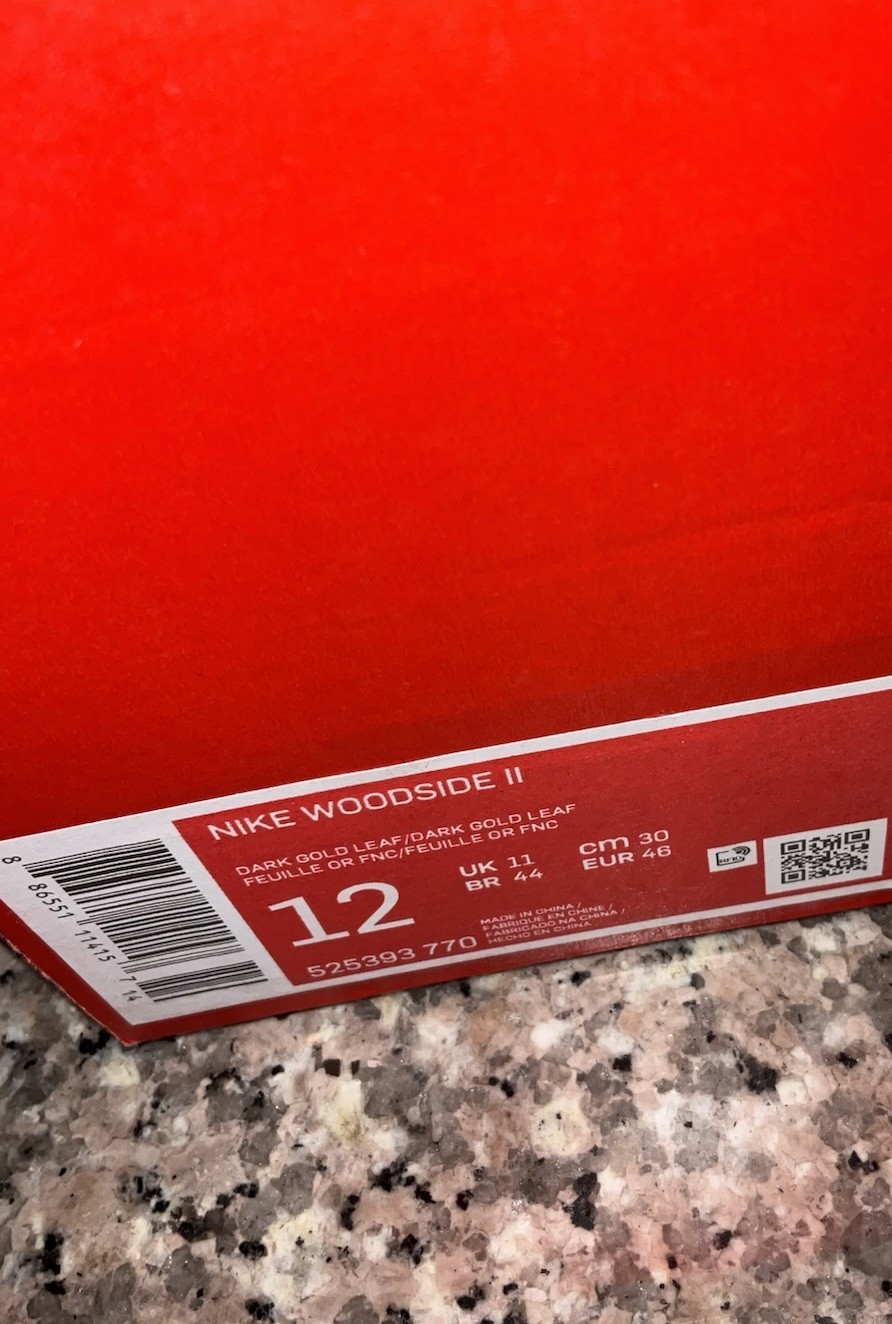 NIKE WOODSIDE II
DARK GOLD LEAF/DARK GOLD LEAF
FEUILLE OR FNC/FEUILLE OR FNC
12
UK 11
BR 44
cm 30
EUR 46
525393 770
MADE IN CHINA /
FABRIQUE EN CHINE /
FABRICADO NA CHINA /
HECHO EN CHINA
8 86551 11415 7 14